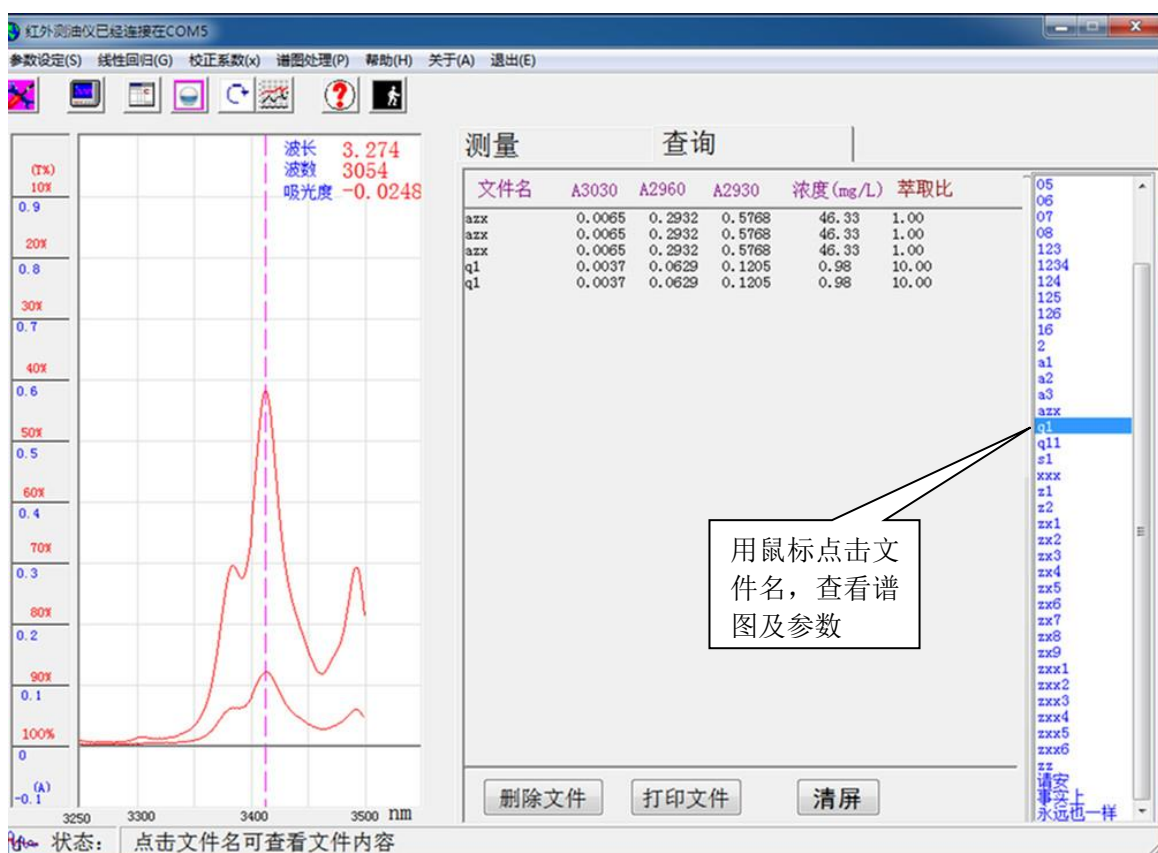 红外测油仪已经连接在COM5
参数设定(S) 线性回归(G) 校正系数(x) 谱图处理(P) 帮助(H) 关于(A) 退出(E)
波长 3.274
波数 3054
吸光度 -0.0248
(T%)
10%
0.9
20%
0.8
30%
0.7
40%
0.6
50%
0.5
60%
0.4
70%
0.3
80%
0.2
90%
0.1
100%
0
(A)
-0.1
3250 3300 3400 3500 nm
测量 查询
文件名 A3030 A2960 A2930 浓度(mg/L) 萃取比
azx 0.0065 0.2932 0.5768 46.33 1.00
azx 0.0065 0.2932 0.5768 46.33 1.00
azx 0.0065 0.2932 0.5768 46.33 1.00
q1 0.0037 0.0629 0.1205 0.98 10.00
q1 0.0037 0.0629 0.1205 0.98 10.00
05
06
07
08
123
1234
124
125
126
16
2
a1
a2
a3
azx
q1
q11
s1
xxx
z1
z2
zx1
zx2
zx3
zx4
zx5
zx6
zx7
zx8
zx9
zxx1
zxx2
zxx3
zxx4
zxx5
zxx6
zz
请安
事实上
永远也一样
用鼠标点击文
件名，查看谱
图及参数
删除文件 打印文件 清屏
状态： 点击文件名可查看文件内容